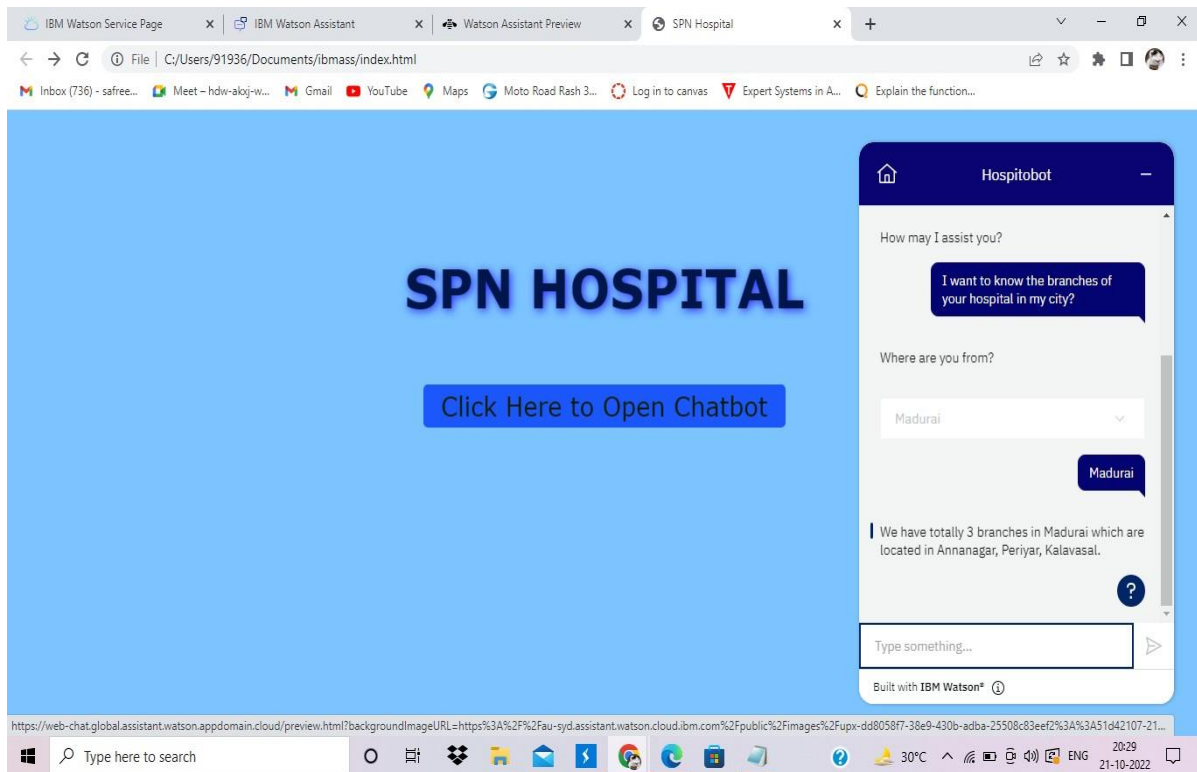 IBM Watson Service Page
IBM Watson Assistant
Watson Assistant Preview
SPN Hospital
File
C:/Users/91936/Documents/ibmass/index.html
Inbox (736) - safree...
Meet – hdw-akxj-w...
Gmail
YouTube
Maps
Moto Road Rash 3...
Log in to canvas
Expert Systems in A...
Explain the function...
SPN HOSPITAL
Click Here to Open Chatbot
Hospitobot
How may I assist you?
I want to know the branches of
your hospital in my city?
Where are you from?
Madurai
Madurai
We have totally 3 branches in Madurai which are
located in Annanagar, Periyar, Kalavasal.
?
Type something...
Built with IBM Watson®
https://web-chat.global.assistant.watson.appdomain.cloud/preview.html?backgroundImageURL=https%3A%2F%2Fau-syd.assistant.watson.cloud.ibm.com%2Fpublic%2Fimages%2Fupx-dd8058f7-38e9-430b-adba-25508c83eef2%3A%3A51d42107-21...
Type here to search
30°C
ENG
20:29
21-10-2022